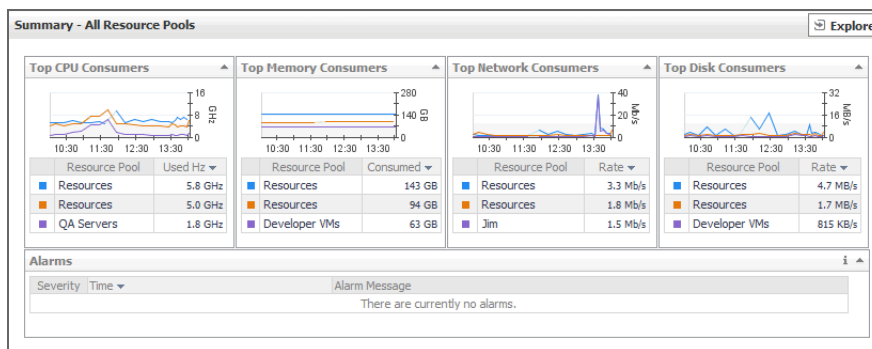 Summary - All Resource Pools
Explore
Top CPU Consumers
16
8
0
GHz
10:30 11:30 12:30 13:30
Resource Pool Used Hz
Resources 5.8 GHz
Resources 5.0 GHz
QA Servers 1.8 GHz
Top Memory Consumers
280
140
0
GB
10:30 11:30 12:30 13:30
Resource Pool Consumed
Resources 143 GB
Resources 94 GB
Developer VMs 63 GB
Top Network Consumers
40
20
0
Mb/s
10:30 11:30 12:30 13:30
Resource Pool Rate
Resources 3.3 Mb/s
Resources 1.8 Mb/s
Jim 1.5 Mb/s
Top Disk Consumers
32
16
0
MB/s
10:30 11:30 12:30 13:30
Resource Pool Rate
Resources 4.7 MB/s
Resources 1.7 MB/s
Developer VMs 815 KB/s
Alarms i
Severity Time Alarm Message
There are currently no alarms.